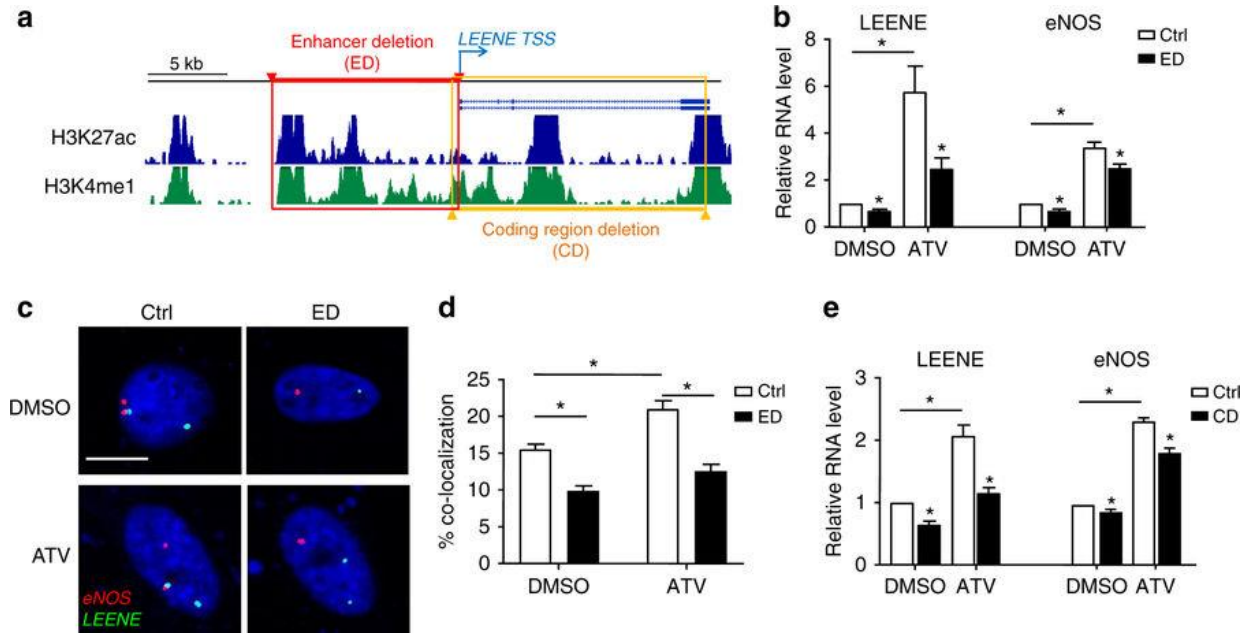 a
Enhancer deletion
(ED)
LEENE TSS
5 kb
H3K27ac
H3K4me1
Coding region deletion
(CD)
b
LEENE
eNOS
Ctrl
ED
Relative RNA level
8
6
4
2
0
*
*
*
*
*
*
DMSO
ATV
DMSO
ATV
c
Ctrl
ED
DMSO
ATV
eNOS
LEENE
d
% co-localization
25
20
15
10
5
0
*
*
*
Ctrl
ED
DMSO
ATV
e
LEENE
eNOS
Ctrl
CD
Relative RNA level
3
2
1
0
*
*
*
*
*
*
DMSO
ATV
DMSO
ATV